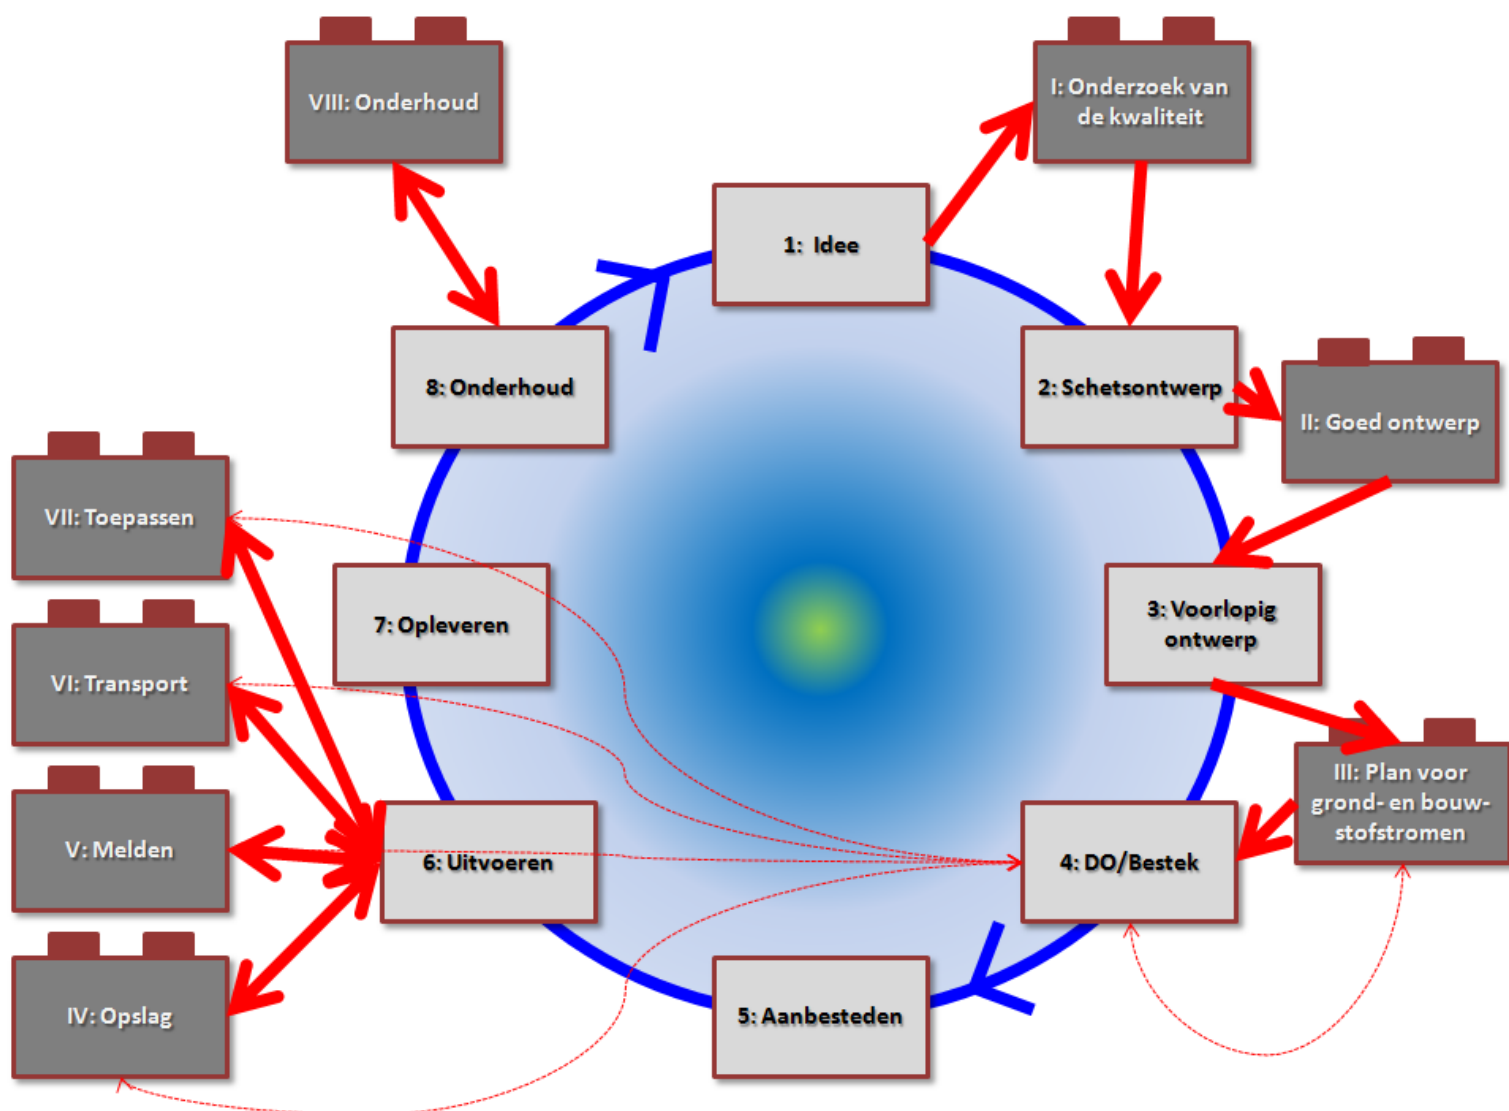 VIII: Onderhoud
I: Onderzoek van
de kwaliteit
1: Idee
8: Onderhoud
2: Schetsontwerp
II: Goed ontwerp
VII: Toepassen
7: Opleveren
3: Voorlopig
ontwerp
VI: Transport
III: Plan voor
grond- en bouw-
stofstromen
V: Melden
6: Uitvoeren
4: DO/Bestek
IV: Opslag
5: Aanbesteden